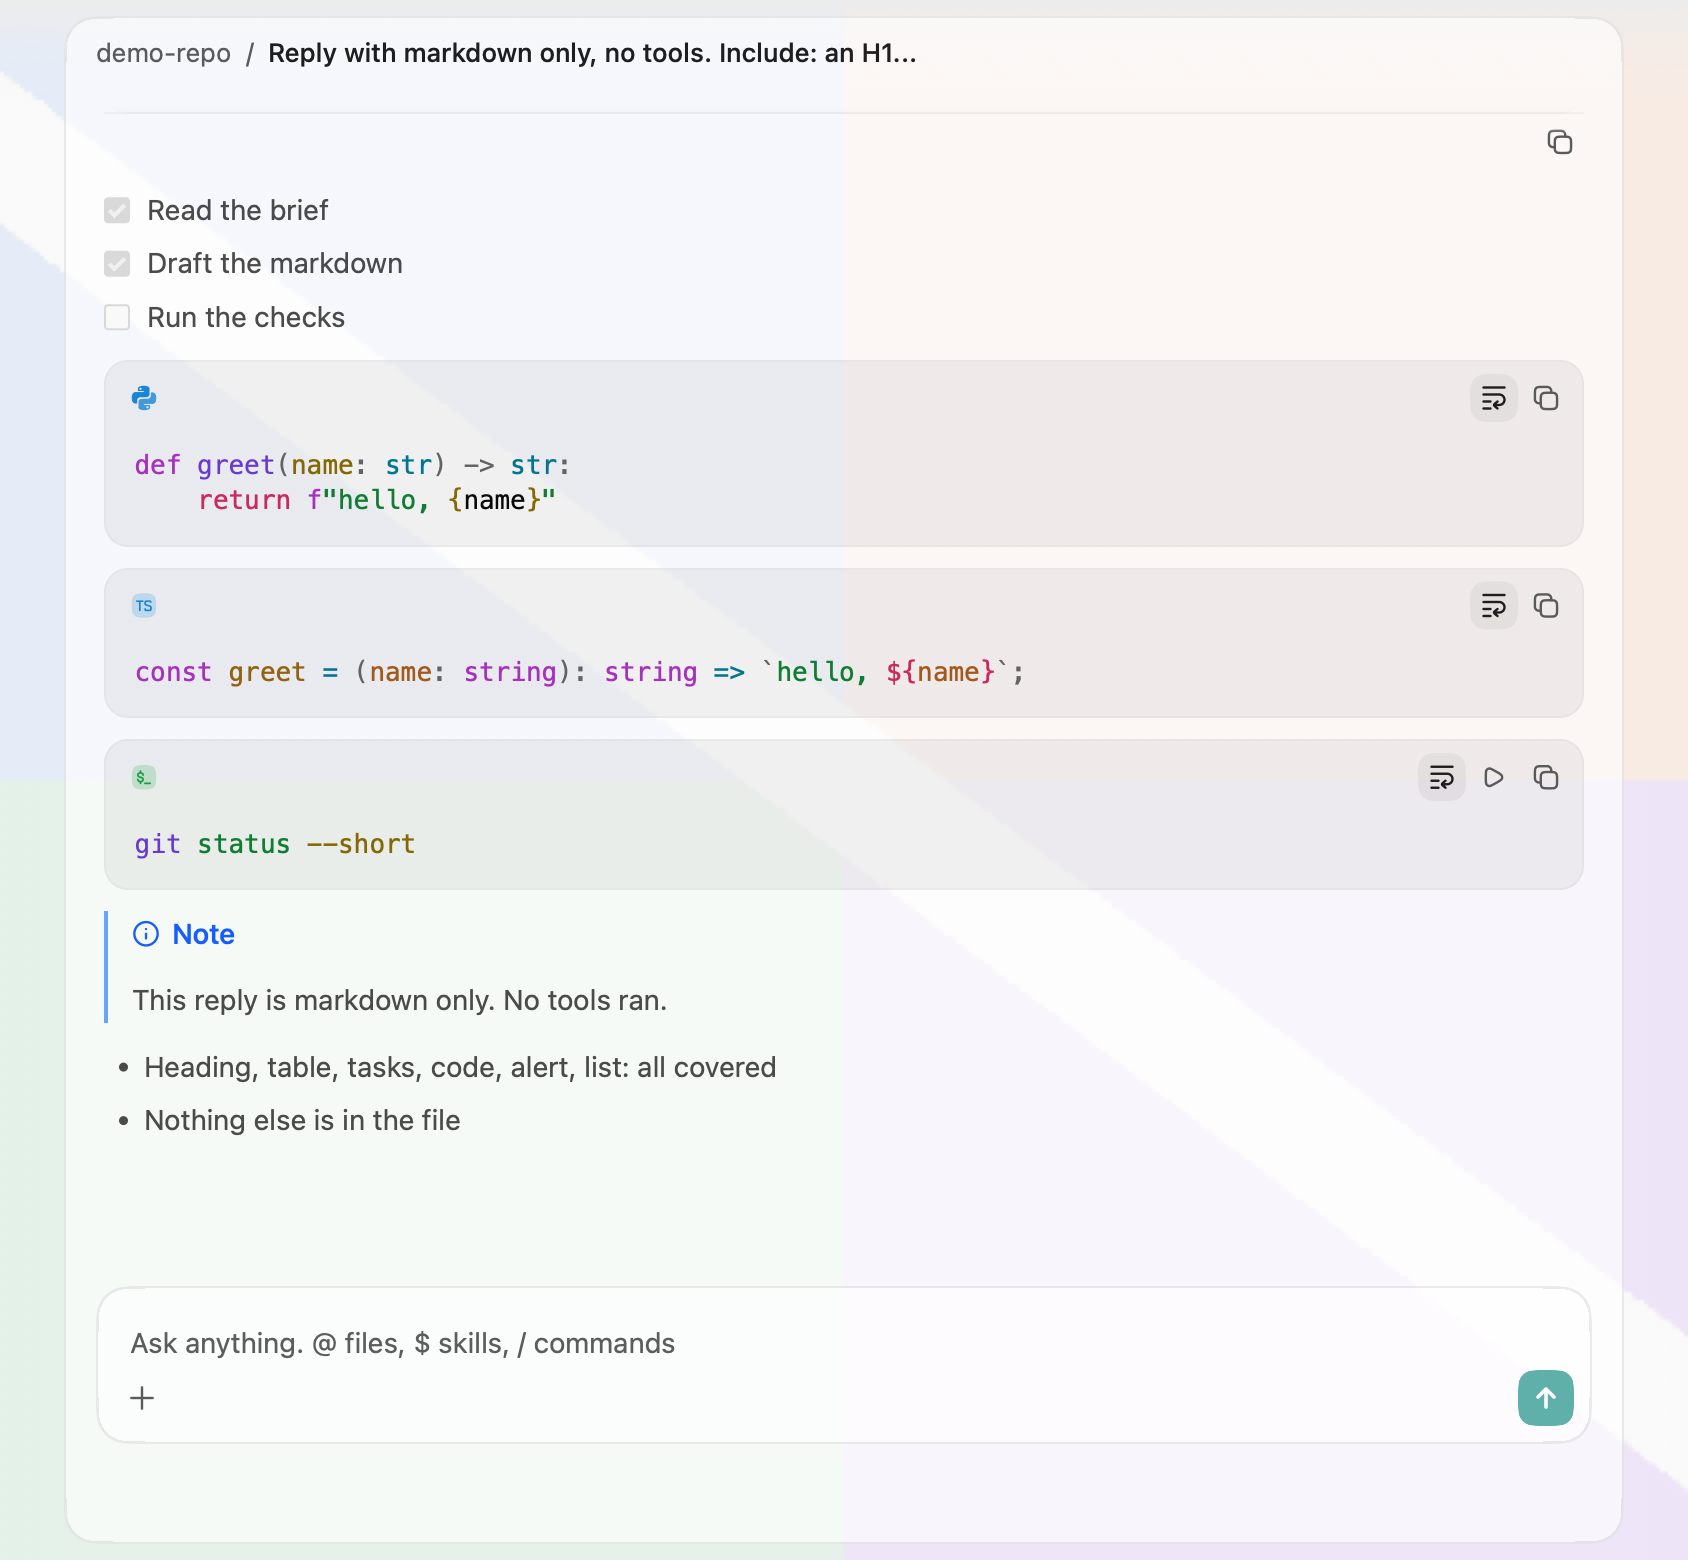 demo-repo / Reply with markdown only, no tools. Include: an H1...
Read the brief
Draft the markdown
Run the checks
def greet(name: str) -> str:
    return f"hello, {name}"
TS
const greet = (name: string): string => `hello, ${name}`;
$_
git status --short
Note
This reply is markdown only. No tools ran.
• Heading, table, tasks, code, alert, list: all covered
• Nothing else is in the file
Ask anything. @ files, $ skills, / commands